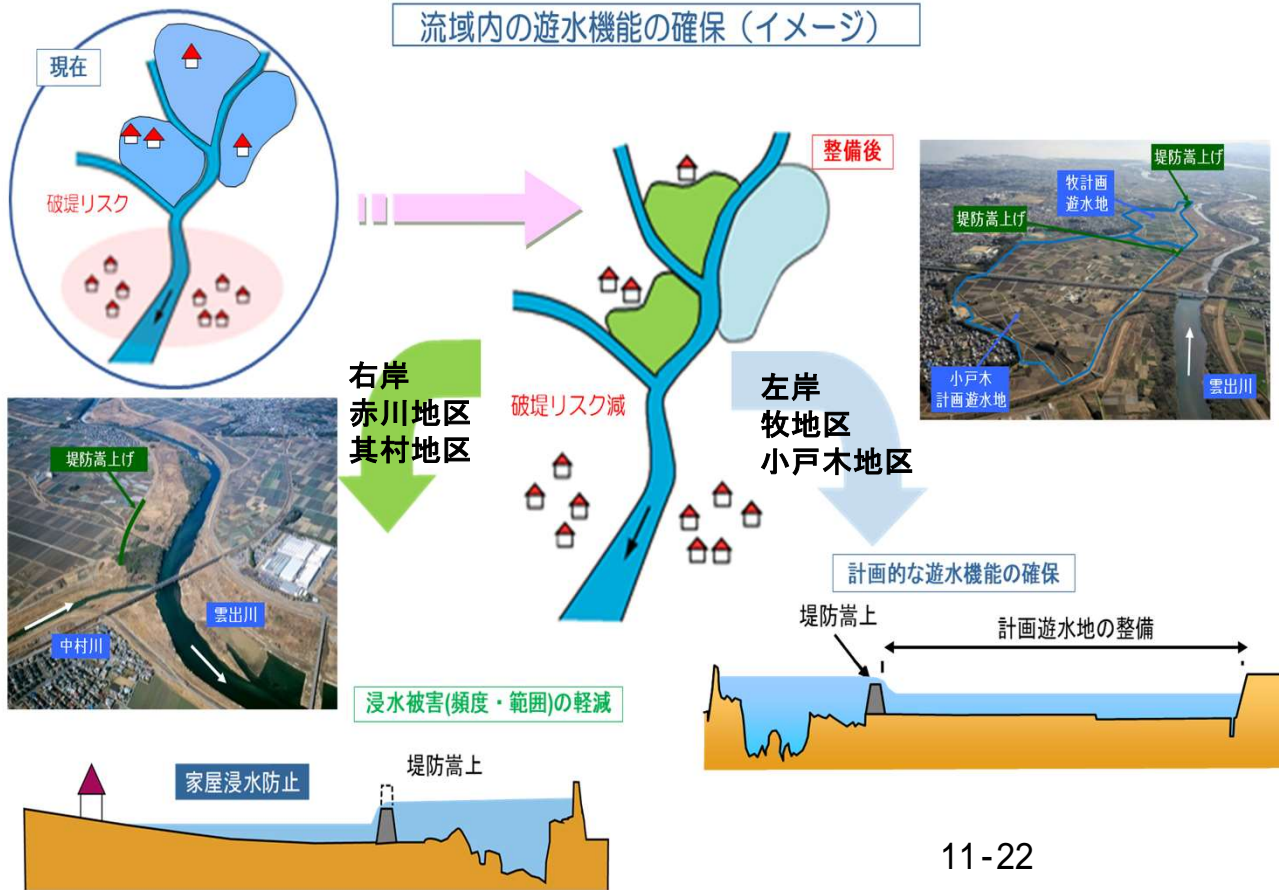 流域内の遊水機能の確保（イメージ）
現在
破堤リスク
整備後
堤防嵩上げ
牧計画
遊水地
堤防嵩上げ
小戸木
計画遊水地
雲出川
右岸
赤川地区
其村地区
破堤リスク減
左岸
牧地区
小戸木地区
堤防嵩上げ
雲出川
中村川
計画的な遊水機能の確保
堤防嵩上
計画遊水地の整備
浸水被害(頻度・範囲)の軽減
家屋浸水防止
堤防嵩上
11-22